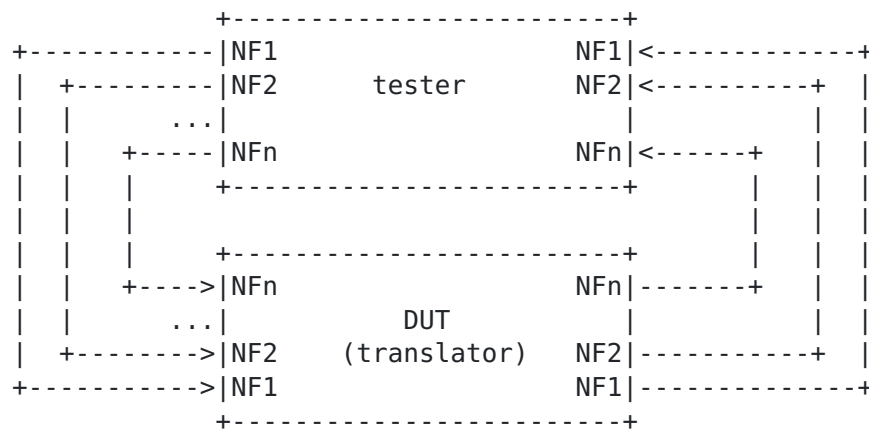 NF1 NF1
NF2 tester NF2
...
NFn NFn
NFn NFn
... DUT
NF2 (translator) NF2
NF1 NF1